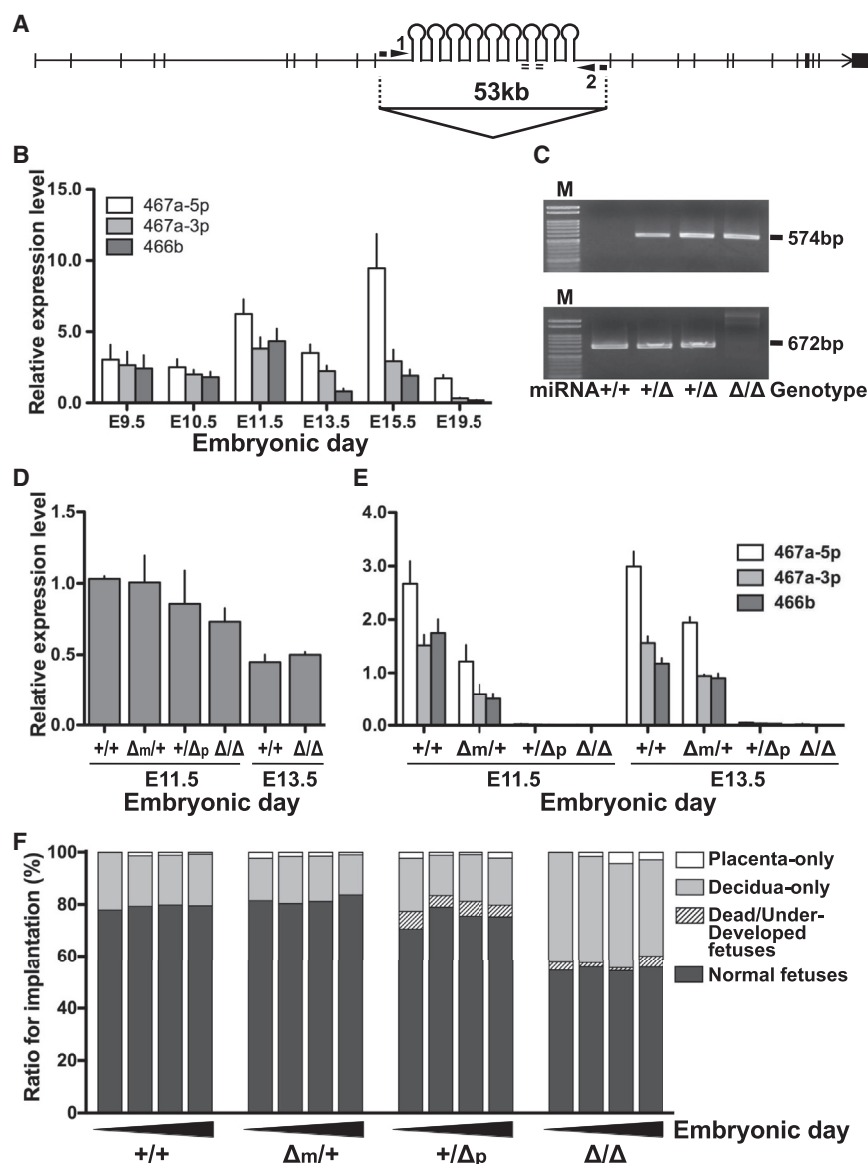 A
1
2
53kb
B
Relative expression level
15.0
10.0
5.0
0.0
467a-5p
467a-3p
466b
E9.5 E10.5 E11.5 E13.5 E15.5 E19.5
Embryonic day
C
M
574bp
M
672bp
miRNA+/+ +/Δ +/Δ Δ/Δ Genotype
D
Relative expression level
1.5
1.0
0.5
0.0
+/+ Δm/+ +/Δp Δ/Δ +/+ Δ/Δ
E11.5 E13.5
Embryonic day
E
4.0
3.0
2.0
1.0
0.0
467a-5p
467a-3p
466b
+/+ Δm/+ +/Δp Δ/Δ +/+ Δm/+ +/Δp Δ/Δ
E11.5 E13.5
Embryonic day
F
Ratio for implantation (%)
100
80
60
40
20
0
Placenta-only
Decidua-only
Dead/Under-
Developed
fetuses
Normal fetuses
Embryonic day
+/+ Δm/+ +/Δp Δ/Δ